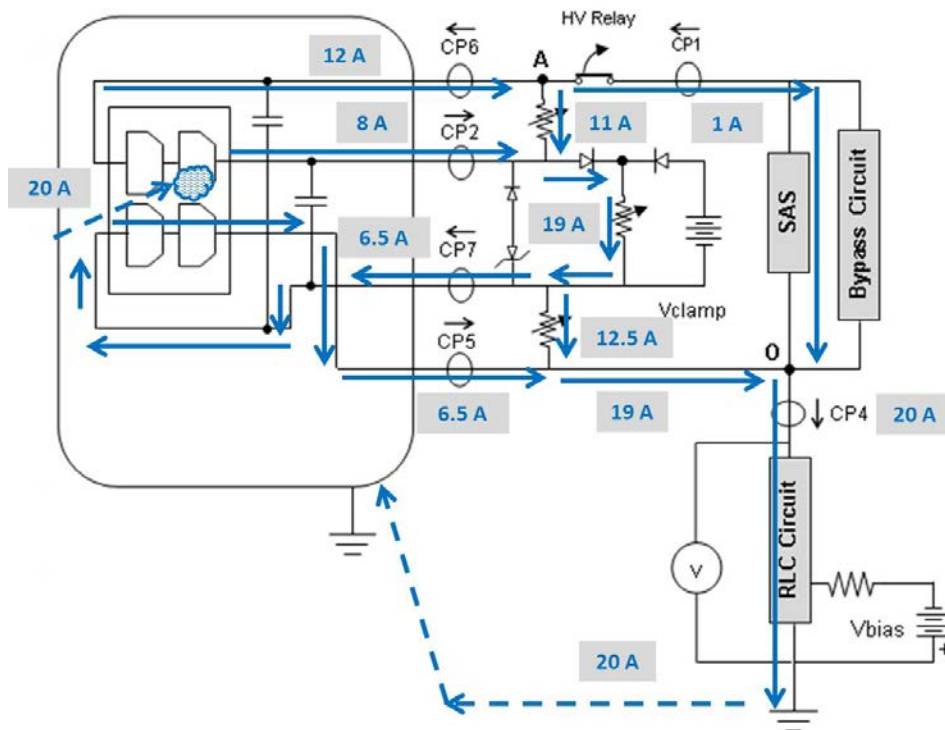 HV Relay
12 A
CP6
A
CP1
8 A
CP2
11 A
1 A
20 A
6.5 A
CP7
19 A
SAS
Bypass Circuit
Vclamp
CP5
12.5 A
O
6.5 A
19 A
CP4
20 A
V
RLC Circuit
Vbias
+
20 A